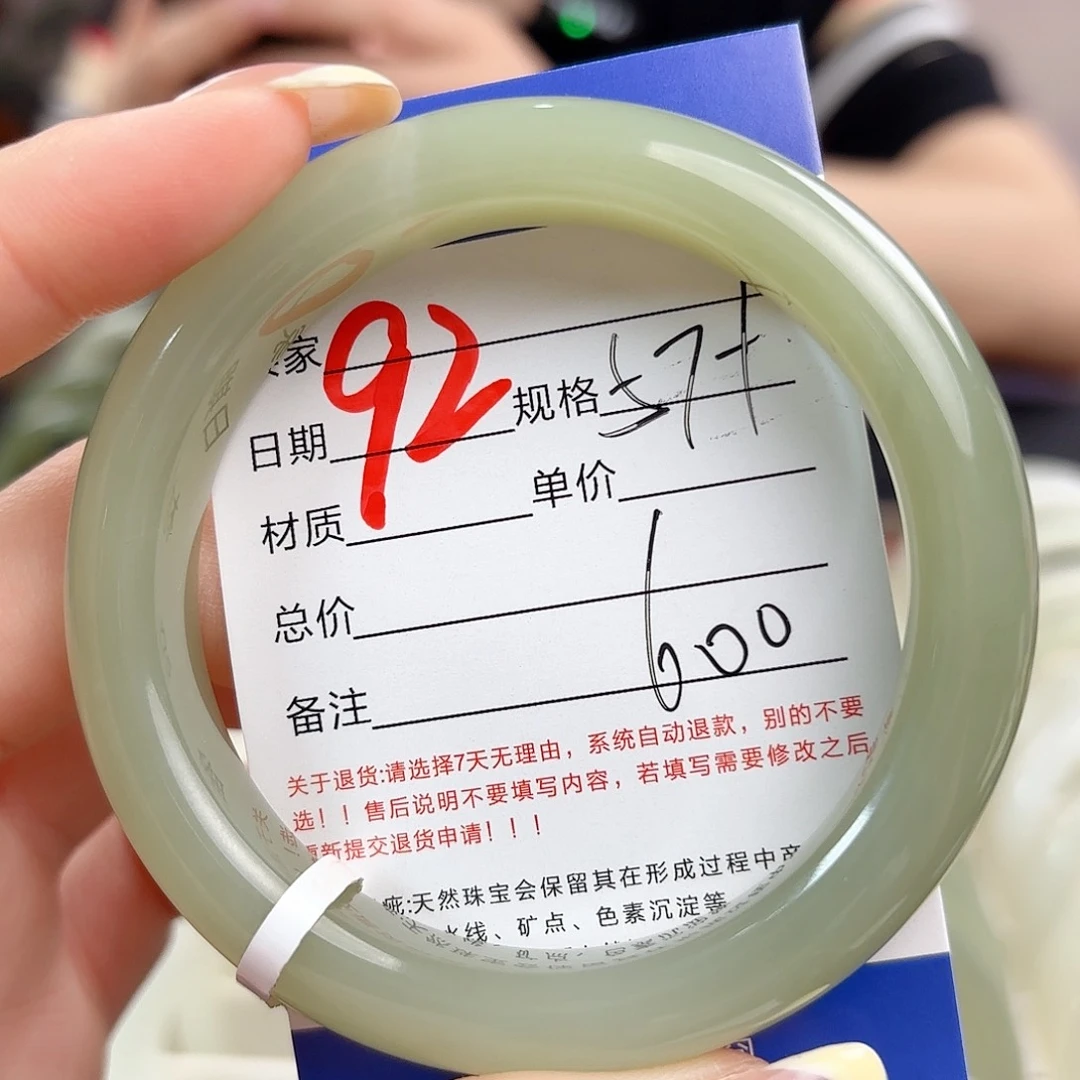 家
92
日期 规格 57+
材质 单价
总价
600
备注
关于退货:请选择7天无理由，系统自动退款，别的不要
选！！售后说明不要填写内容，若填写需要修改之后
新提交退货申请！！！
疵:天然珠宝会保留其在形成过程中产
水线、矿点、色素沉淀等